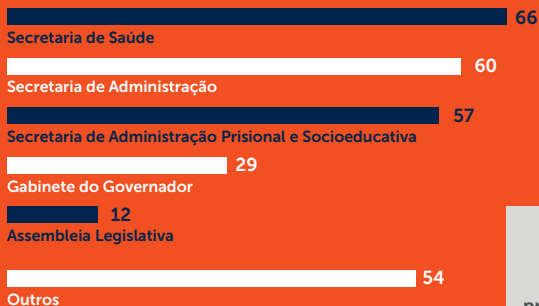 66
Secretaria de Saúde
60
Secretaria de Administração
57
Secretaria de Administração Prisional e Socioeducativa
29
Gabinete do Governador
12
Assembleia Legislativa
54
Outros